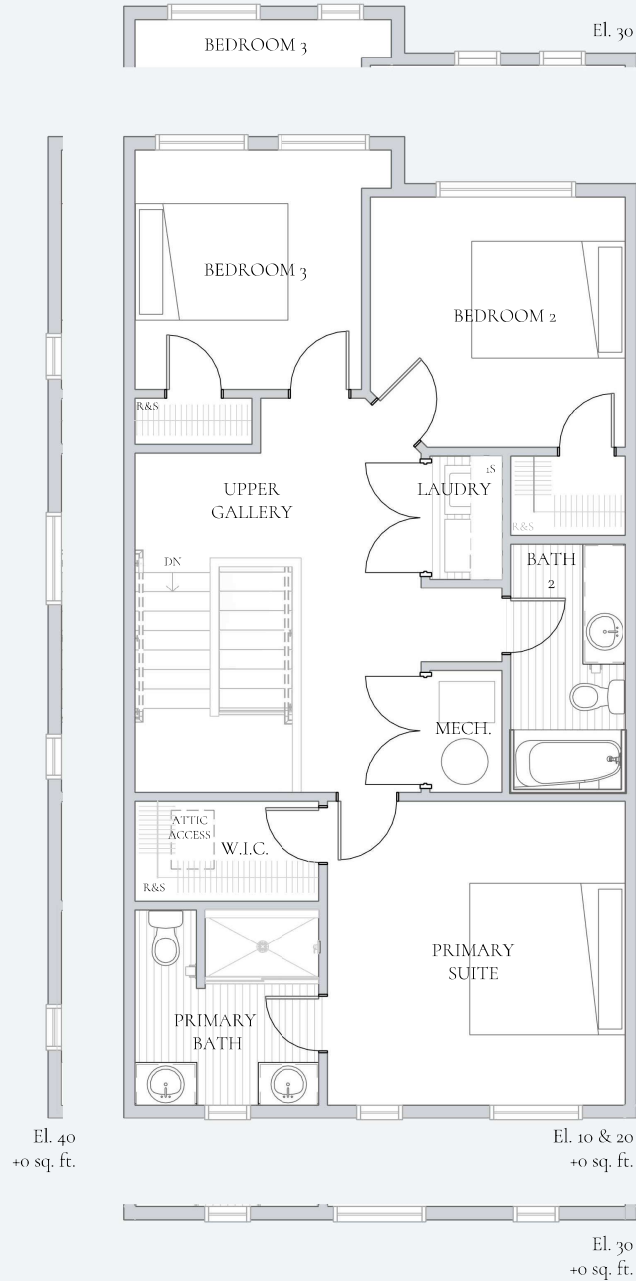 El. 30
BEDROOM 3
BEDROOM 3
BEDROOM 2
R&S
UPPER
GALLERY
LAUDRY
1S
R&S
DN
BATH
2
MECH.
ATTIC
ACCESS
W.I.C.
R&S
PRIMARY
SUITE
PRIMARY
BATH
El. 40
+0 sq. ft.
El. 10 & 20
+0 sq. ft.
El. 30
+0 sq. ft.